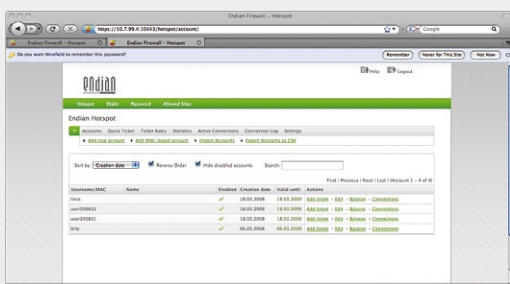 Endian Firewall - Hotspot
https://10.7.99.4:10443/hotspot/account/
Google
Endian Firewall - Hotspot
Endian Firewall - Hotspot
Do you want Minefield to remember this password?
Remember
Never for This Site
Not Now
endian
Help
Logout
Hotspot Dialin Password Allowed Sites
Endian Hotspot
Accounts Quick Ticket Ticket Rates Statistics Active Connections Connection Log Settings
Add new account Add MAC-based account Import Accounts Export Accounts as CSV
Sort by: Creation date Reverse Order Hide disabled accounts Search:
First | Previous | Next | Last | (Account 1 - 4 of 4)
Username/MAC Name Enabled Creation date Valid until Actions
linus 18.03.2008 18.03.2009 Add ticket - Edit - Balance - Connections
user200832 18.03.2008 18.03.2009 Add ticket - Edit - Balance - Connections
user200831 18.03.2008 18.03.2009 Add ticket - Edit - Balance - Connections
billy 06.03.2008 06.03.2009 Add ticket - Edit - Balance - Connections